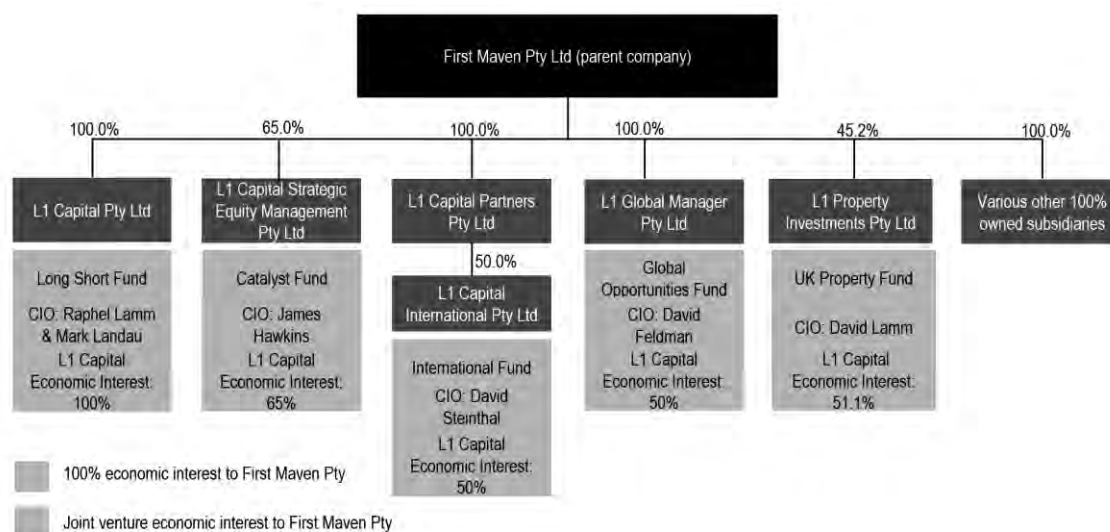 First Maven Pty Ltd (parent company)
100.0%
65.0%
100.0%
100.0%
45.2%
100.0%
L1 Capital Pty Ltd
L1 Capital Strategic
Equity Management
Pty Ltd
L1 Capital Partners
Pty Ltd
L1 Global Manager
Pty Ltd
L1 Property
Investments Pty Ltd
Various other 100%
owned subsidiaries
Long Short Fund
CIO: Raphel Lamm
& Mark Landau
L1 Capital
Economic Interest:
100%
Catalyst Fund
CIO: James
Hawkins
L1 Capital
Economic Interest:
65%
50.0%
L1 Capital
International Pty Ltd
International Fund
CIO: David
Steinthal
L1 Capital
Economic Interest:
50%
Global
Opportunities Fund
CIO: David
Feldman
L1 Capital
Economic Interest:
50%
UK Property Fund
CIO: David Lamm
L1 Capital
Economic Interest:
51.1%
100% economic interest to First Maven Pty
Joint venture economic interest to First Maven Pty